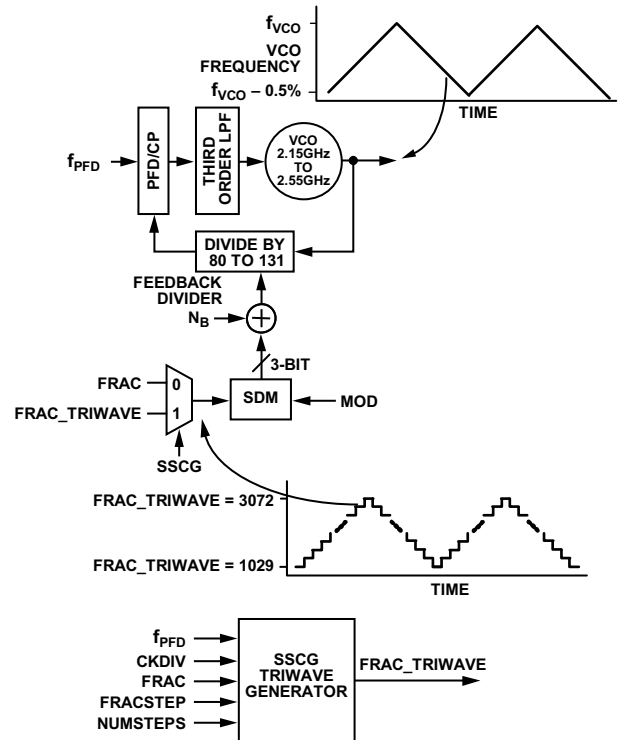 fVCO
VCO
FREQUENCY
fVCO – 0.5%
TIME
fPFD
PFD/CP
THIRD
ORDER LPF
VCO
2.15GHz
TO
2.55GHz
DIVIDE BY
80 TO 131
FEEDBACK
DIVIDER
NB
+
3-BIT
FRAC
0
FRAC_TRIWAVE
1
SDM
MOD
SSCG
FRAC_TRIWAVE = 3072
FRAC_TRIWAVE = 1029
TIME
fPFD
CKDIV
FRAC
FRACSTEP
NUMSTEPS
SSCG
TRIWAVE
GENERATOR
FRAC_TRIWAVE